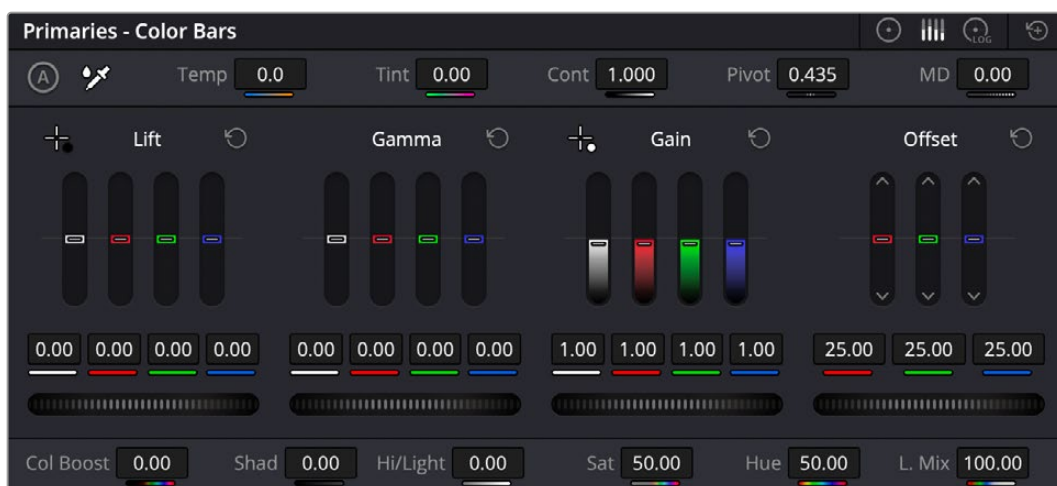 Primaries - Color Bars
LOG
A Temp 0.0 Tint 0.00 Cont 1.000 Pivot 0.435 MD 0.00
Lift Gamma Gain Offset
0.00 0.00 0.00 0.00 0.00 0.00 0.00 0.00 1.00 1.00 1.00 1.00 25.00 25.00 25.00
Col Boost 0.00 Shad 0.00 Hi/Light 0.00 Sat 50.00 Hue 50.00 L. Mix 100.00